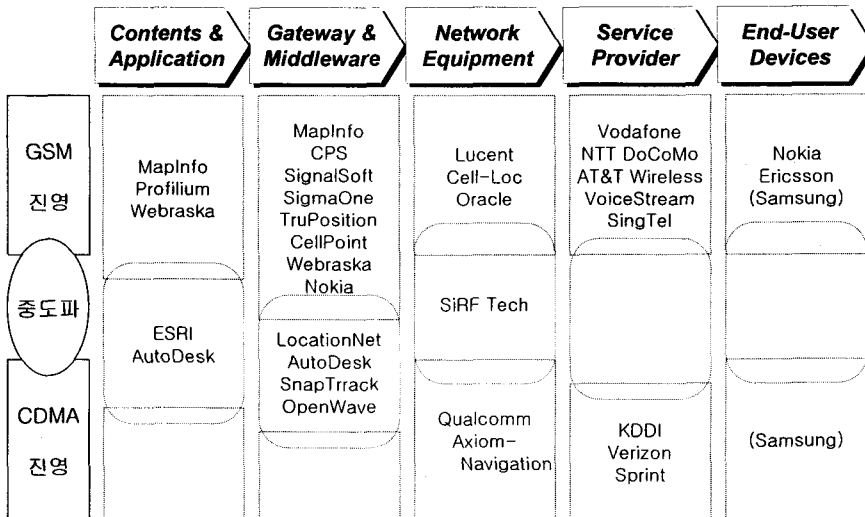 Contents &
Application
Gateway &
Middleware
Network
Equipment
Service
Provider
End-User
Devices
GSM
진영
MapInfo
Profilium
Webraska
MapInfo
CPS
SignalSoft
SigmaOne
TruPosition
CellPoint
Webraska
Nokia
Lucent
Cell-Loc
Oracle
Vodafone
NTT DoCoMo
AT&T Wireless
VoiceStream
SingTel
Nokia
Ericsson
(Samsung)
중도파
ESRI
AutoDesk
LocationNet
AutoDesk
SnapTrrack
OpenWave
SiRF Tech
CDMA
진영
Qualcomm
Axiom-
Navigation
KDDI
Verizon
Sprint
(Samsung)